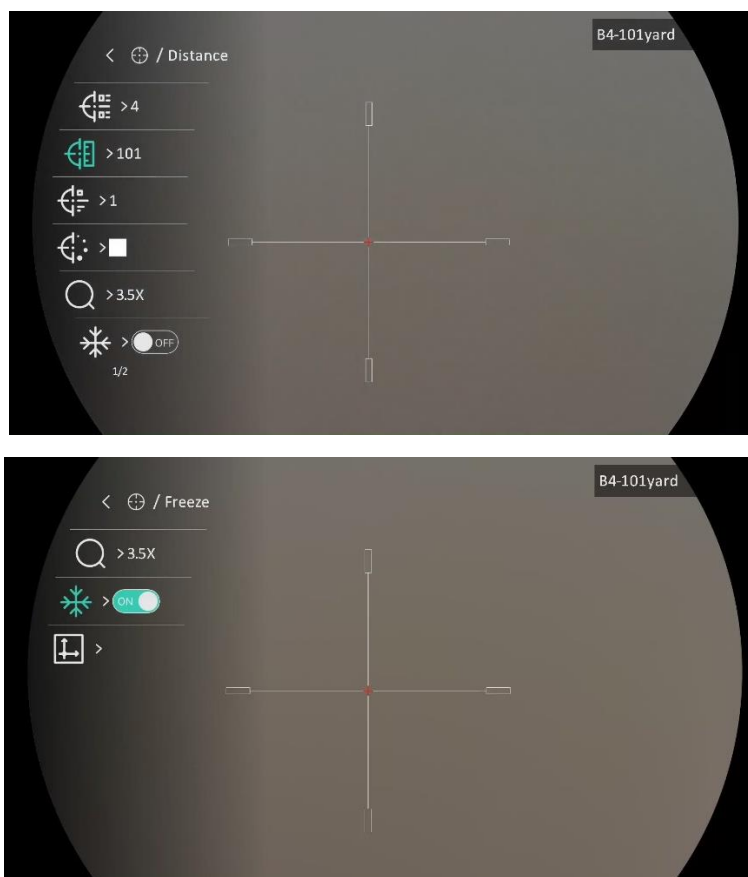 B4-101yard
< / Distance
>4
>101
>1
>
>3.5X
> OFF
1/2
B4-101yard
< / Freeze
>3.5X
> ON
>